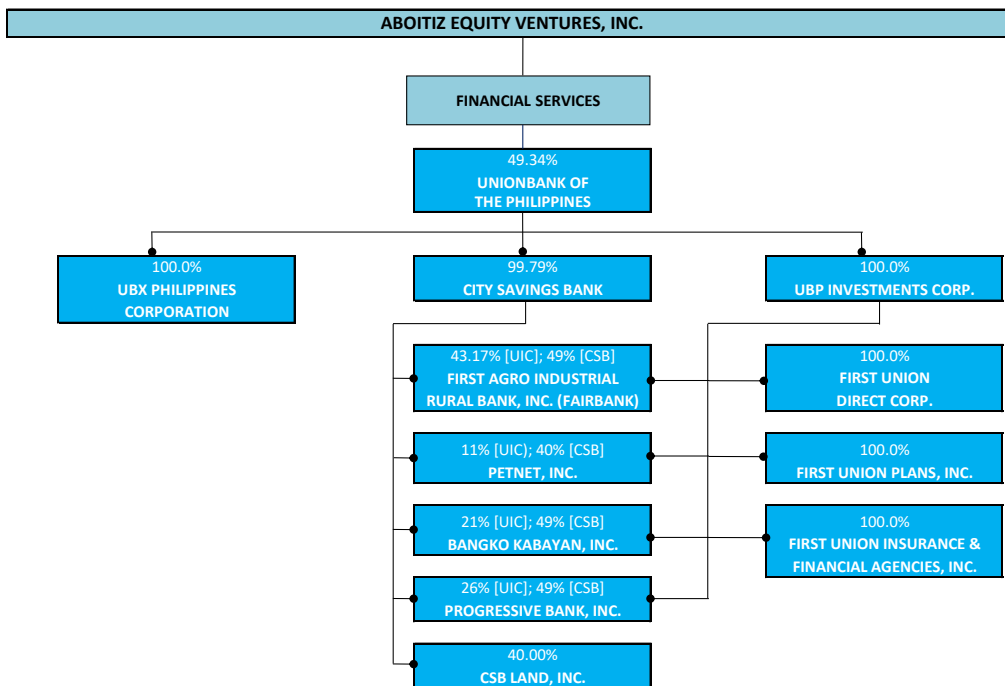 ABOITIZ EQUITY VENTURES, INC.
FINANCIAL SERVICES
49.34%
UNIONBANK OF
THE PHILIPPINES
100.0%
UBX PHILIPPINES
CORPORATION
99.79%
CITY SAVINGS BANK
100.0%
UBP INVESTMENTS CORP.
43.17% [UIC]; 49% [CSB]
FIRST AGRO INDUSTRIAL
RURAL BANK, INC. (FAIRBANK)
100.0%
FIRST UNION
DIRECT CORP.
11% [UIC); 40% [CSB]
PETNET, INC.
100.0%
FIRST UNION PLANS, INC.
21% [UIC]; 49% [CSB]
BANGKO KABAYAN, INC.
100.0%
FIRST UNION INSURANCE &
FINANCIAL AGENCIES, INC.
26% [UIC]; 49% [CSB]
PROGRESSIVE BANK, INC.
40.00%
CSB LAND, INC.